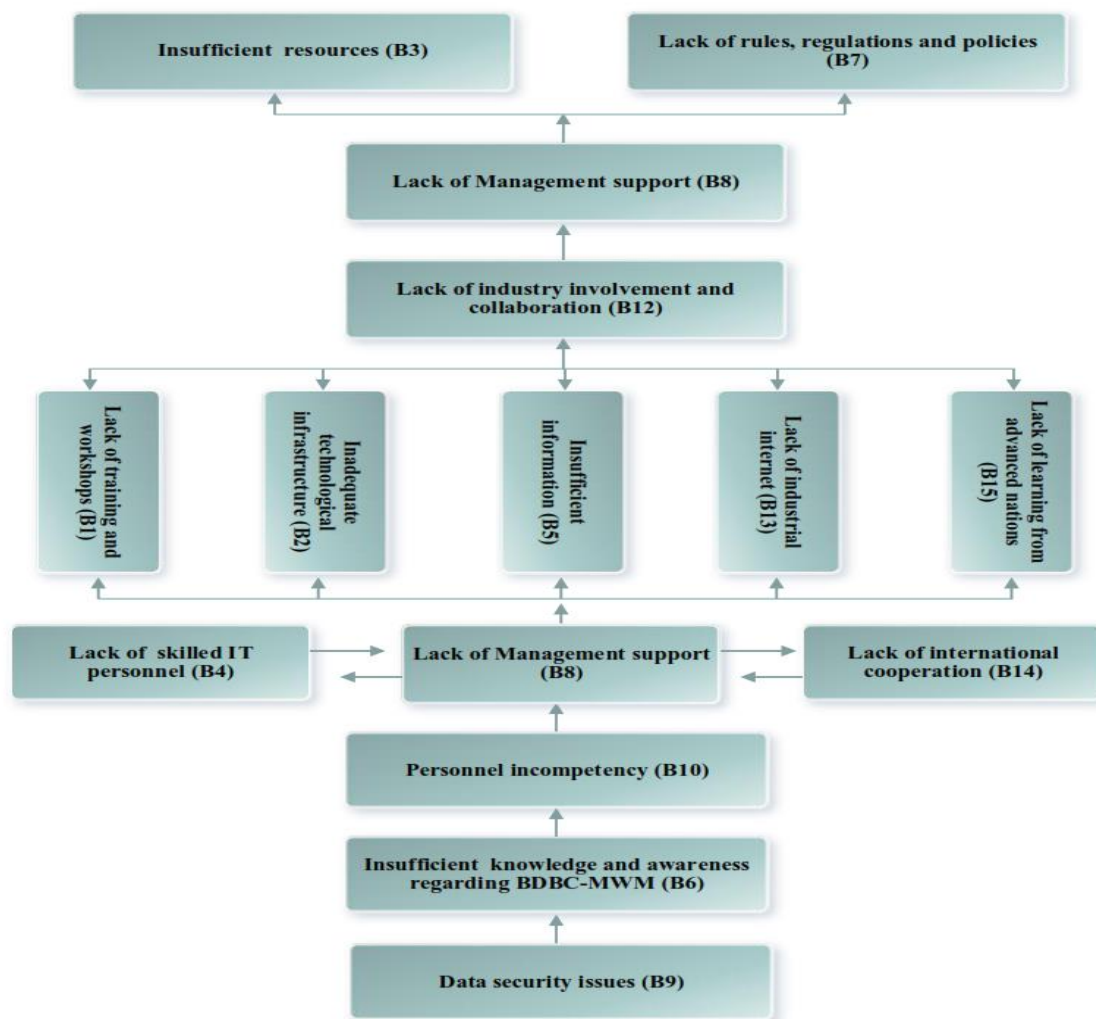 Insufficient resources (B3)
Lack of rules, regulations and policies
(B7)
Lack of Management support (B8)
Lack of industry involvement and
collaboration (B12)
Lack of training and
workshops (B1)
Inadequate
technological
infrastructure (B2)
Insufficient
information (B5)
Lack of industrial
internet (B13)
Lack of learning from
advanced nations
(B15)
Lack of skilled IT
personnel (B4)
Lack of Management support
(B8)
Lack of international
cooperation (B14)
Personnel incompetency (B10)
Insufficient knowledge and awareness
regarding BDBC-MWM (B6)
Data security issues (B9)